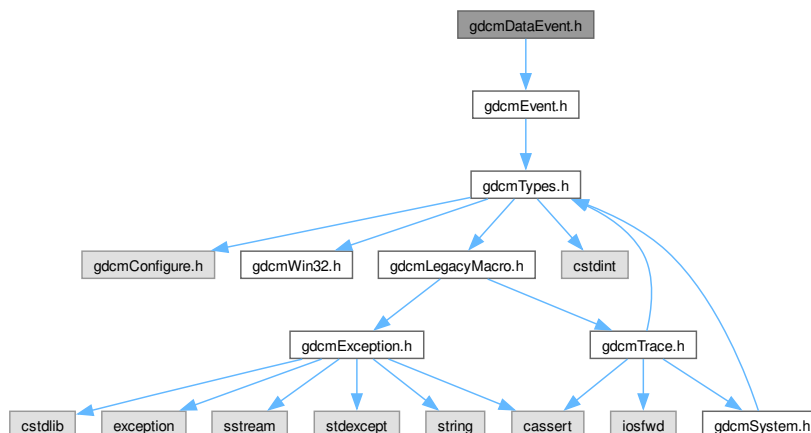 gdcmDataEvent.h
gdcmEvent.h
gdcmTypes.h
gdcmConfigure.h
gdcmWin32.h
gdcmLegacyMacro.h
cstdint
gdcmException.h
gdcmTrace.h
cstdlib
exception
sstream
stdexcept
string
cassert
iosfwd
gdcmSystem.h